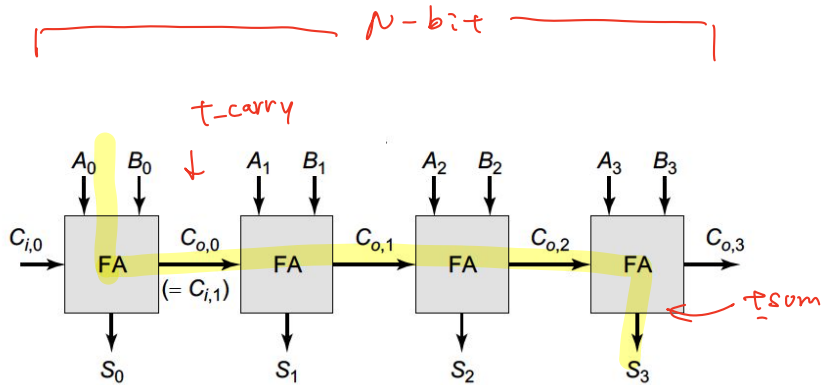 N-bit
t_carry
A0 B0 A1 B1 A2 B2 A3 B3
Ci,0 Co,0 Co,1 Co,2 Co,3
FA FA FA FA
(= Ci,1)
tsum
S0 S1 S2 S3